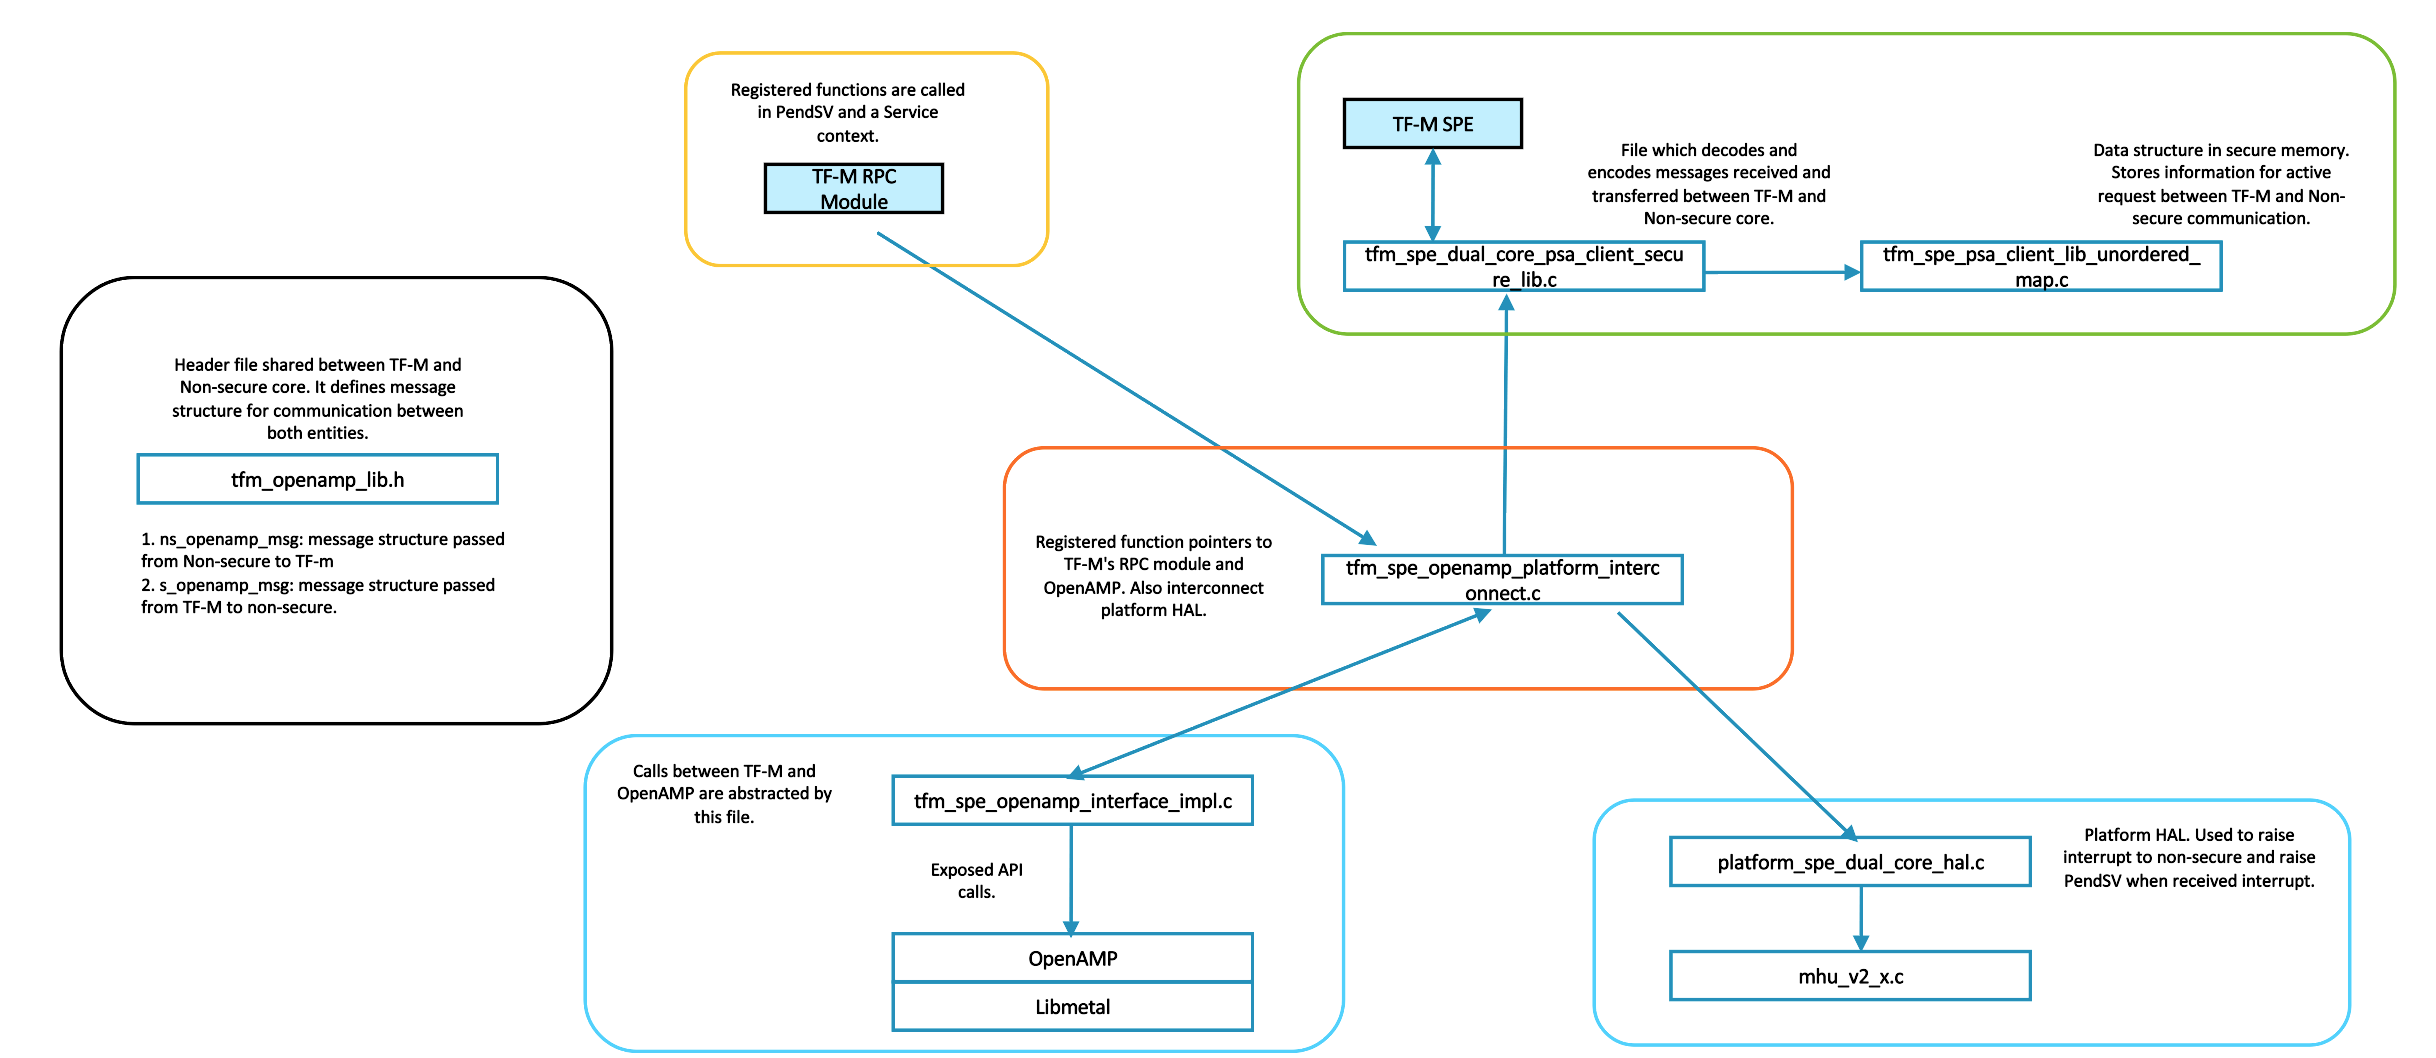 Registered functions are called
in PendSV and a Service
context.
TF-M RPC
Module
TF-M SPE
File which decodes and
encodes messages received and
transferred between TF-M and
Non-secure core.
Data structure in secure memory.
Stores information for active
request between TF-M and Non-
secure communication.
tfm_spe_dual_core_psa_client_secu
re_lib.c
tfm_spe_psa_client_lib_unordered_
map.c
Header file shared between TF-M and
Non-secure core. It defines message
structure for communication between
both entities.
tfm_openamp_lib.h
1. ns_openamp_msg: message structure passed
from Non-secure to TF-m
2. s_openamp_msg: message structure passed
from TF-M to non-secure.
Registered function pointers to
TF-M's RPC module and
OpenAMP. Also interconnect
platform HAL.
tfm_spe_openamp_platform_interc
onnect.c
Calls between TF-M and
OpenAMP are abstracted by
this file.
tfm_spe_openamp_interface_impl.c
Exposed API
calls.
OpenAMP
Libmetal
platform_spe_dual_core_hal.c
Platform HAL. Used to raise
interrupt to non-secure and raise
PendSV when received interrupt.
mhu_v2_x.c